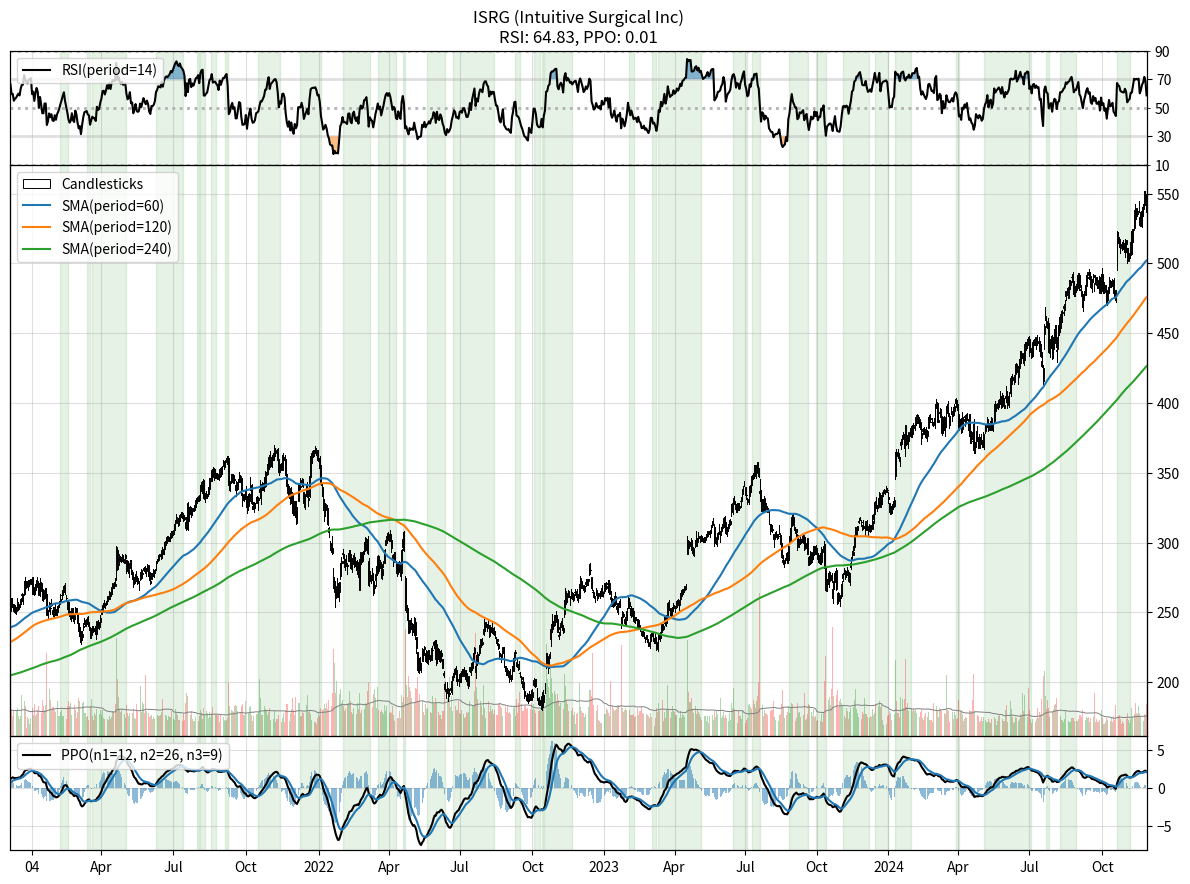 ISRG (Intuitive Surgical Inc)
RSI: 64.83, PPO: 0.01
RSI(period=14)
90
70
50
30
10
Candlesticks
SMA(period=60)
SMA(period=120)
SMA(period=240)
550
500
450
400
350
300
250
200
PPO(n1=12, n2=26, n3=9)
5
0
−5
04 Apr Jul Oct 2022 Apr Jul Oct 2023 Apr Jul Oct 2024 Apr Jul Oct